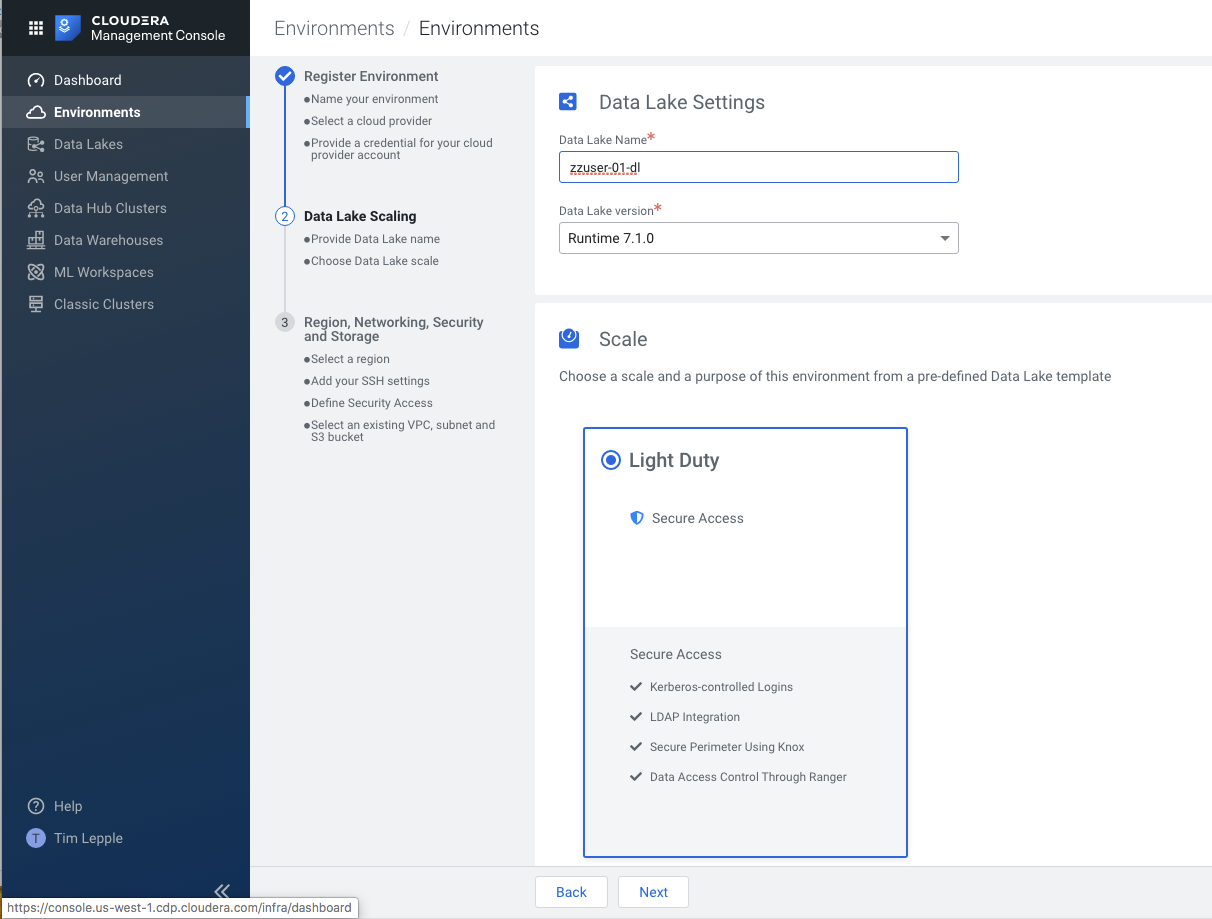 CLOUDERA
Management Console
Dashboard
Environments
Data Lakes
User Management
Data Hub Clusters
Data Warehouses
ML Workspaces
Classic Clusters
Help
T Tim Lepple
https://console.us-west-1.cdp.cloudera.com/infra/dashboard
Environments / Environments
Register Environment
●Name your environment
●Select a cloud provider
●Provide a credential for your cloud
provider account
2 Data Lake Scaling
●Provide Data Lake name
●Choose Data Lake scale
3 Region, Networking, Security
and Storage
●Select a region
●Add your SSH settings
●Define Security Access
●Select an existing VPC, subnet and
S3 bucket
Data Lake Settings
Data Lake Name*
zzuser-01-dl
Data Lake version*
Runtime 7.1.0
Scale
Choose a scale and a purpose of this environment from a pre-defined Data Lake template
Light Duty
Secure Access
Secure Access
Kerberos-controlled Logins
LDAP Integration
Secure Perimeter Using Knox
Data Access Control Through Ranger
Back
Next